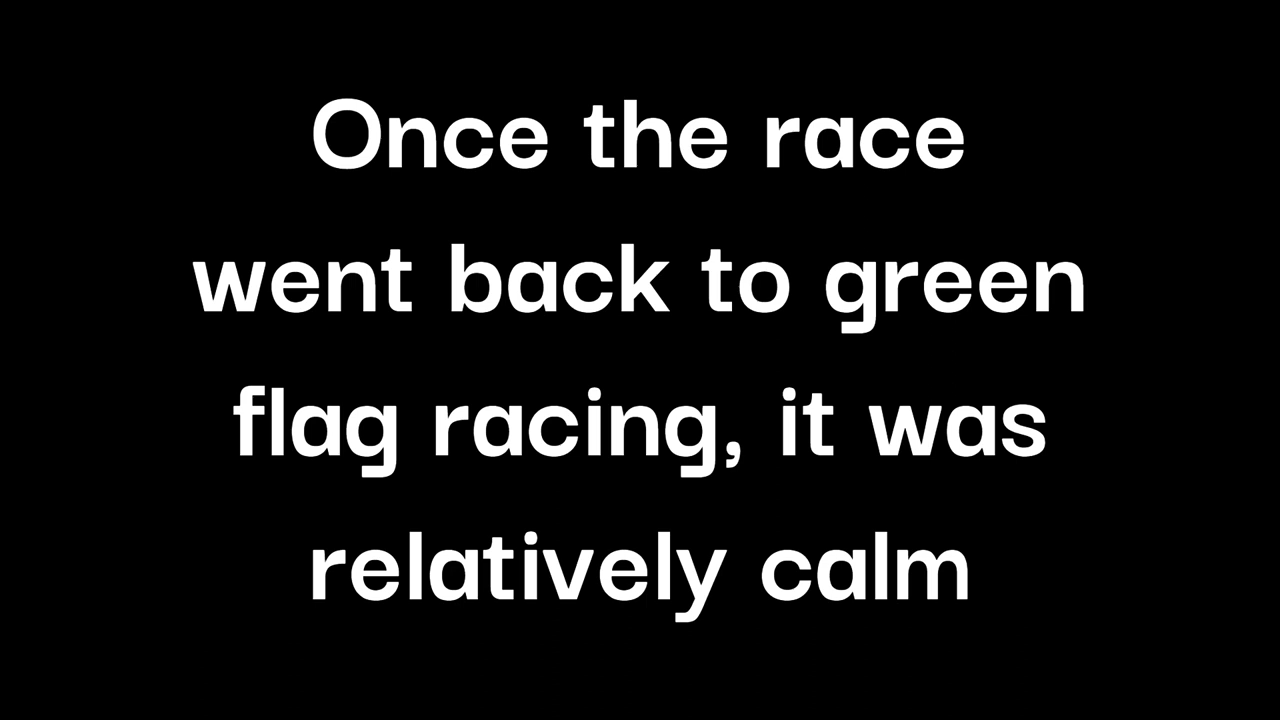 Once the race
went back to green
flag racing, it was
relatively calm